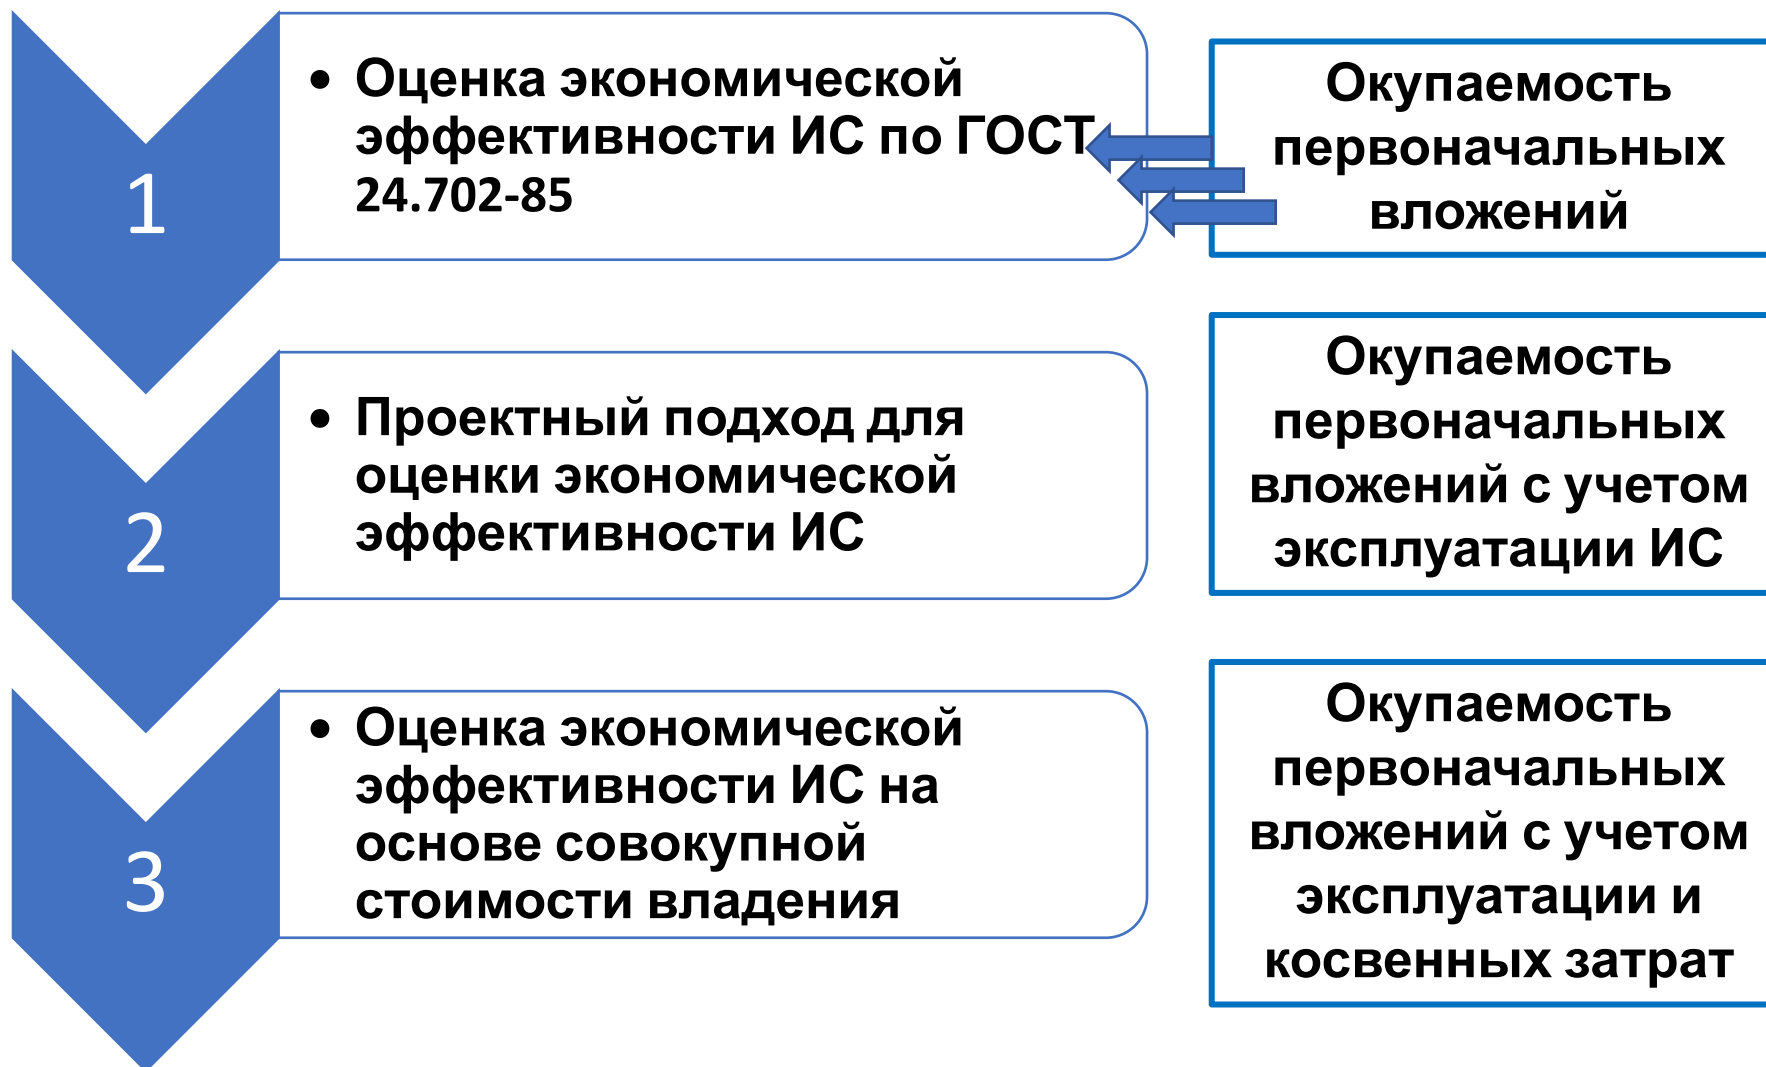 1
• Оценка экономической
эффективности ИС по ГОСТ
24.702-85
Окупаемость
первоначальных
вложений
2
• Проектный подход для
оценки экономической
эффективности ИС
Окупаемость
первоначальных
вложений с учетом
эксплуатации ИС
3
• Оценка экономической
эффективности ИС на
основе совокупной
стоимости владения
Окупаемость
первоначальных
вложений с учетом
эксплуатации и
косвенных затрат